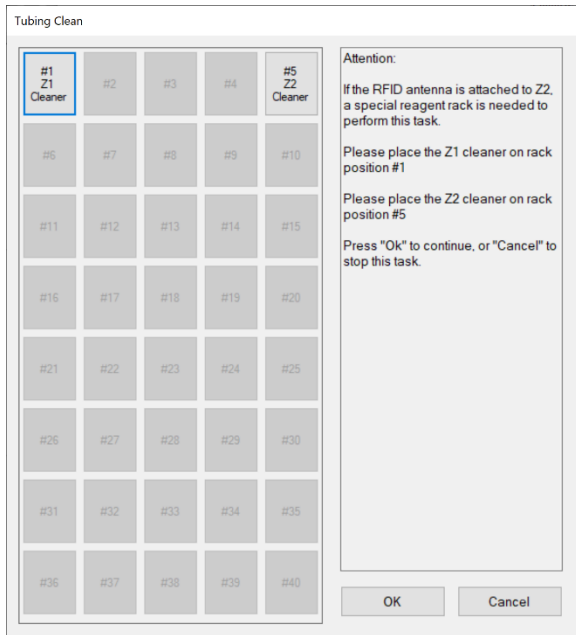 Tubing Clean
#1
Z1
Cleaner
#2
#3
#4
#5
Z2
Cleaner
#6
#7
#8
#9
#10
#11
#12
#13
#14
#15
#16
#17
#18
#19
#20
#21
#22
#23
#24
#25
#26
#27
#28
#29
#30
#31
#32
#33
#34
#35
#36
#37
#38
#39
#40
Attention:
If the RFID antenna is attached to Z2,
a special reagent rack is needed to
perform this task.
Please place the Z1 cleaner on rack
position #1
Please place the Z2 cleaner on rack
position #5
Press "Ok" to continue, or "Cancel" to
stop this task.
OK
Cancel